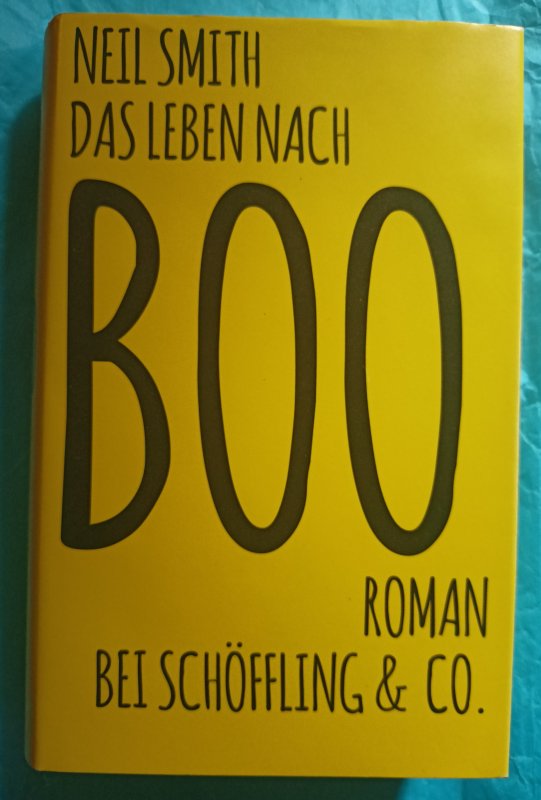 NEIL SMITH
DAS LEBEN NACH
BOO
ROMAN
BEI SCHÖFFLING & CO.